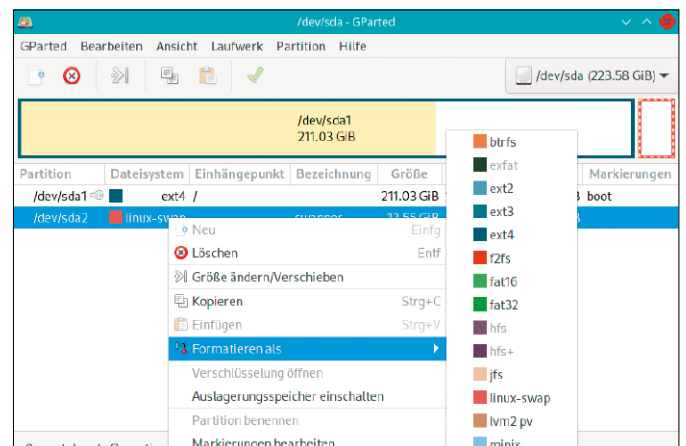 /dev/sda - GParted
GParted Bearbeiten Ansicht Laufwerk Partition Hilfe
/dev/sda (223.58 GiB)
/dev/sda1
211.03 GiB
Partition Dateisystem Einhängepunkt Bezeichnung Größe Markierungen
/dev/sda1 ext4 / 211.03 GiB boot
/dev/sda2 linux-swap
Neu Einfg
Löschen Entf
Größe ändern/Verschieben
Kopieren Strg+C
Einfügen Strg+V
Formatieren als
Verschlüsselung öffnen
Auslagerungsspeicher einschalten
Partition benennen
Markierungen bearbeiten
btrfs
exfat
ext2
ext3
ext4
f2fs
fat16
fat32
hfs
hfs+
jfs
linux-swap
lvm2 pv
minix